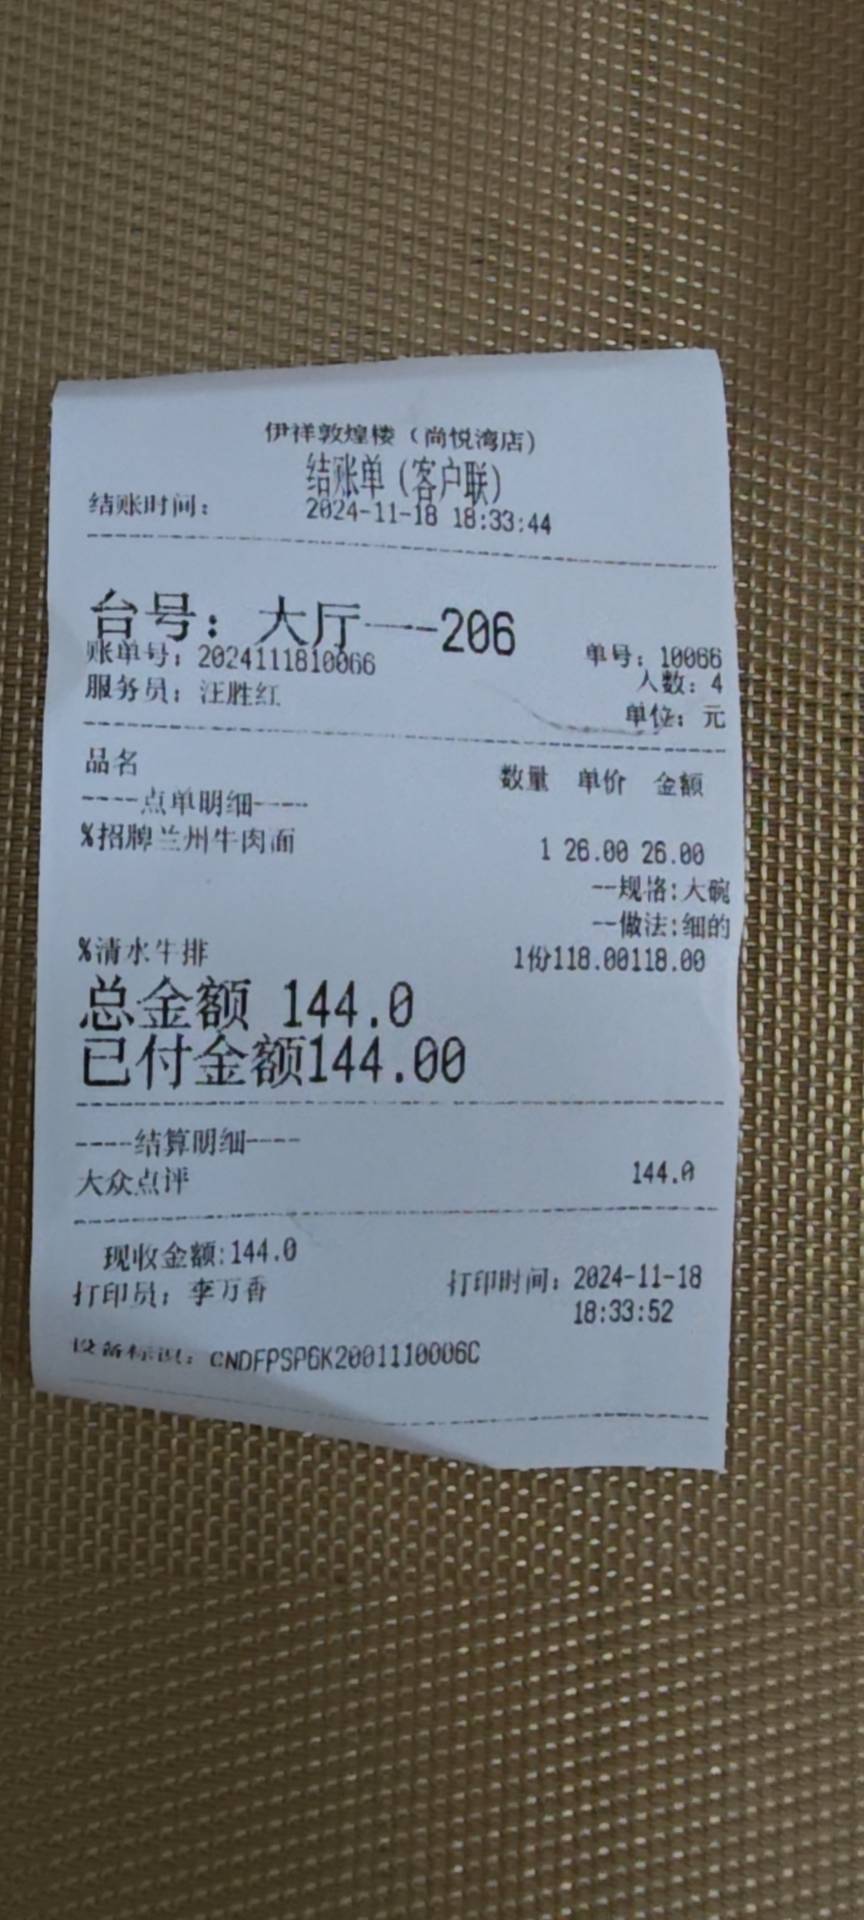 伊祥敦煌楼（尚悦湾店）
结账单（客户联）
结账时间： 2024-11-18 18:33:44
台号：大厅——206
账单号：2024111810066 单号：10066
服务员：汪胜红 人数：4
单位：元
品名 数量 单价 金额
----点单明细----
%招牌兰州牛肉面 1 26.00 26.00
--规格:大碗
--做法:细的
%清水牛排 1份118.00118.00
总金额 144.0
已付金额144.00
----结算明细----
大众点评 144.0
现收金额:144.0
打印员：李万香 打印时间：2024-11-18
18:33:52
设备标识：CNDFPSP6K2001110006C